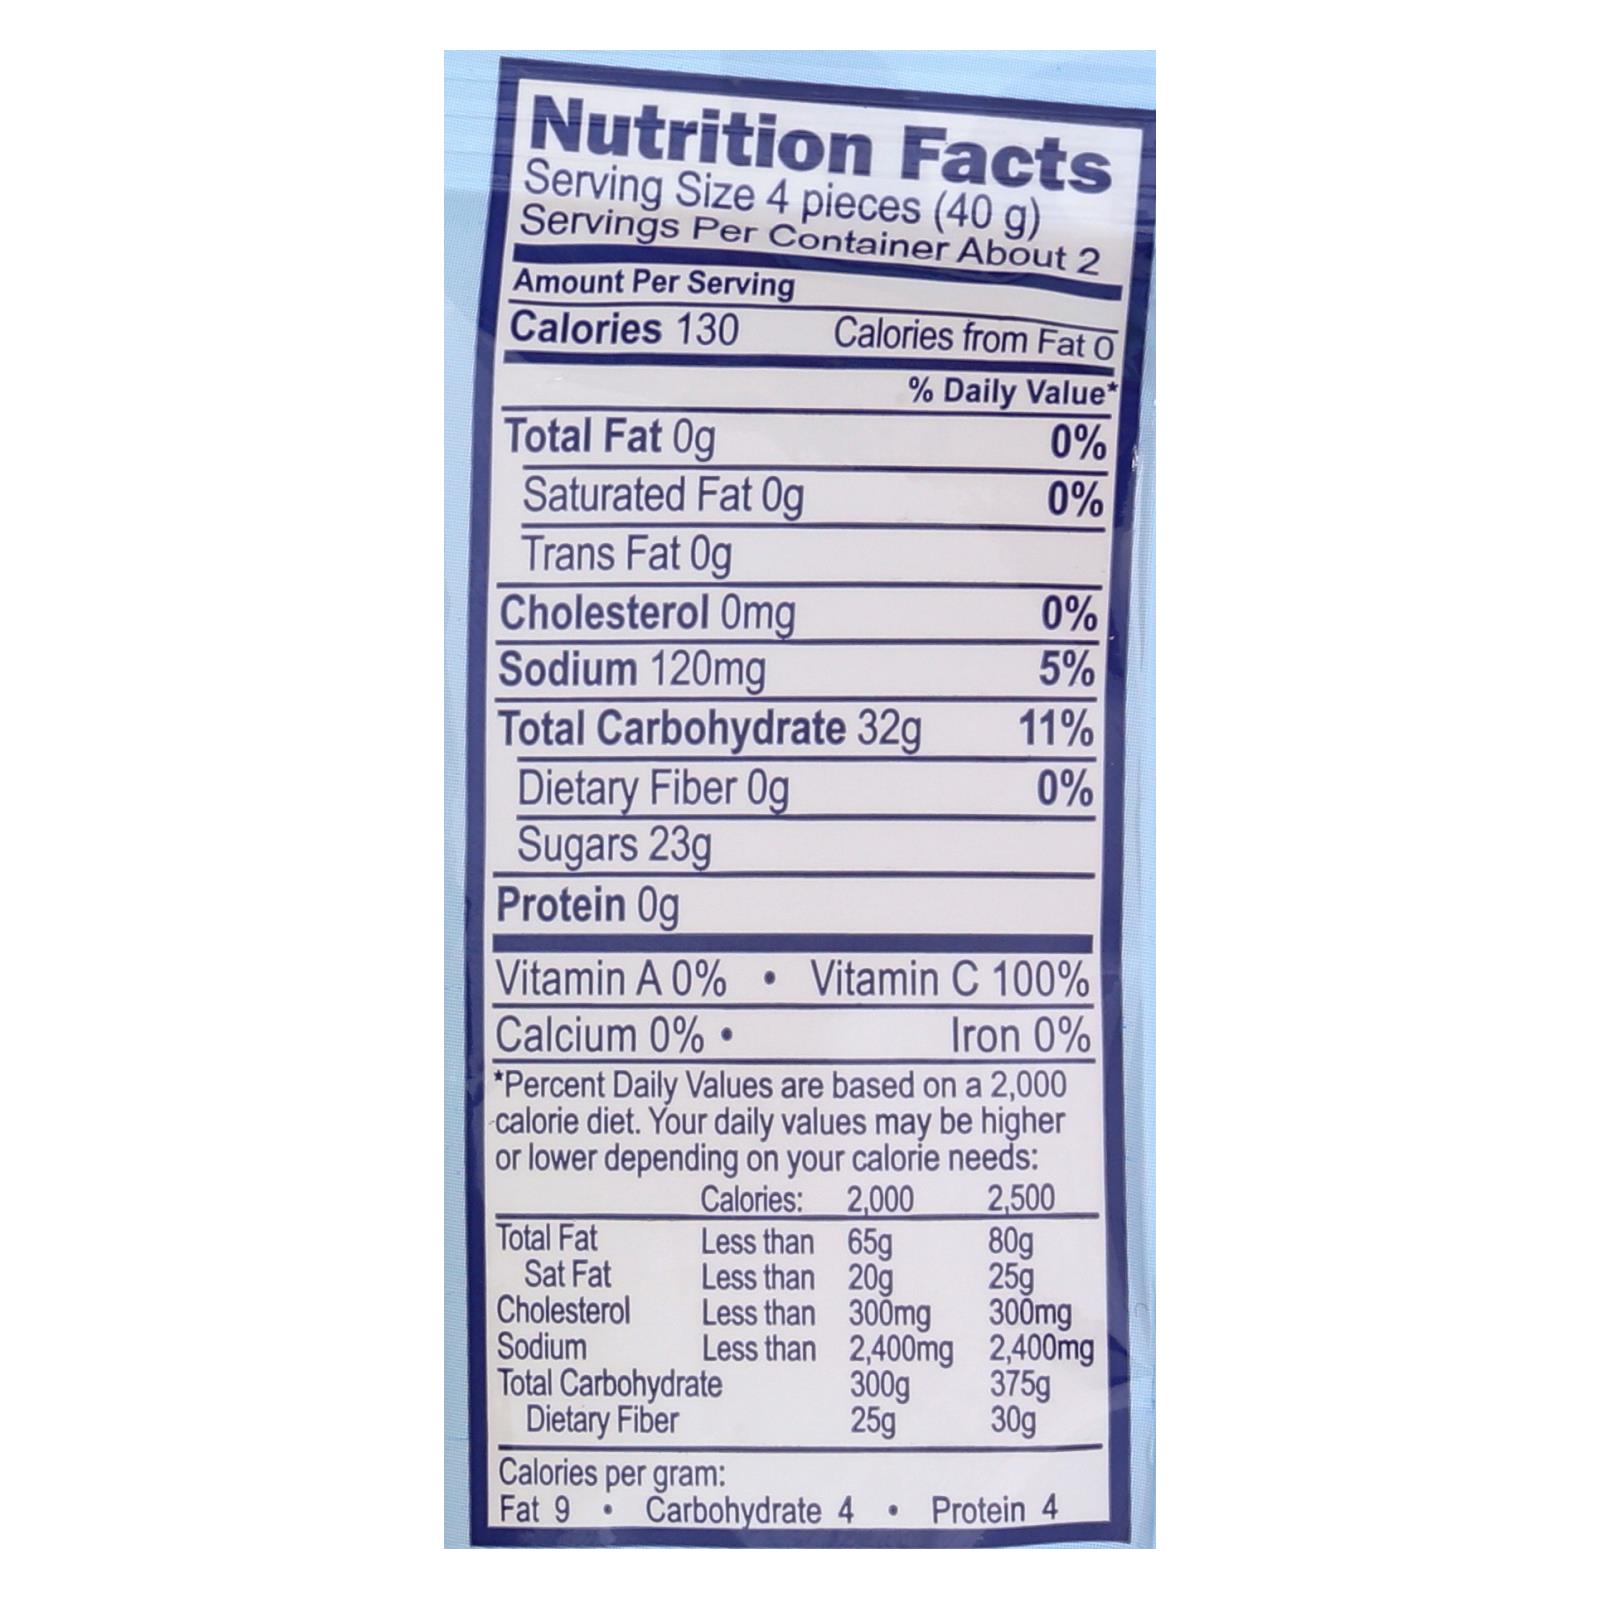 Nutrition Facts
Serving Size 4 pieces (40 g)
Servings Per Container About 2
Amount Per Serving
Calories 130 Calories from Fat 0
% Daily Value*
Total Fat 0g 0%
Saturated Fat 0g 0%
Trans Fat 0g
Cholesterol 0mg 0%
Sodium 120mg 5%
Total Carbohydrate 32g 11%
Dietary Fiber 0g 0%
Sugars 23g
Protein 0g
Vitamin A 0% • Vitamin C 100%
Calcium 0% • Iron 0%
*Percent Daily Values are based on a 2,000
calorie diet. Your daily values may be higher
or lower depending on your calorie needs:
Calories: 2,000 2,500
Total Fat Less than 65g 80g
Sat Fat Less than 20g 25g
Cholesterol Less than 300mg 300mg
Sodium Less than 2,400mg 2,400mg
Total Carbohydrate 300g 375g
Dietary Fiber 25g 30g
Calories per gram:
Fat 9 • Carbohydrate 4 • Protein 4